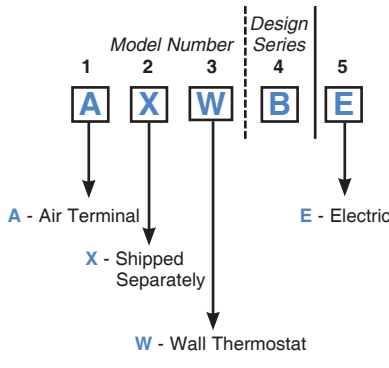 Design
Model Number Series
1 2 3 4 5
A X W B E
A - Air Terminal E - Electric
X - Shipped
Separately
W - Wall Thermostat